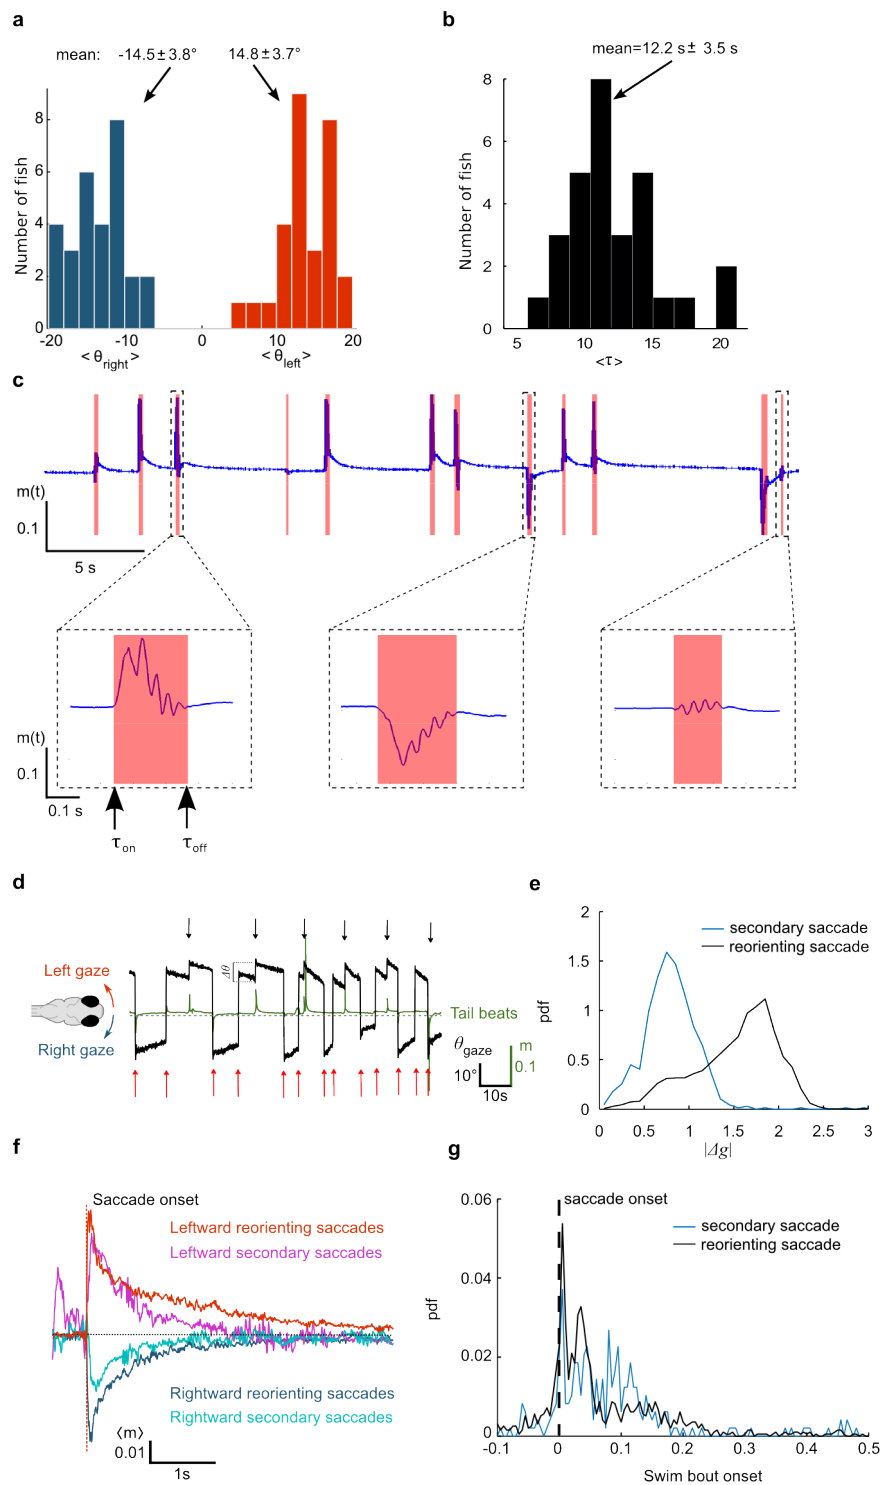 a
mean: -14.5±3.8° 14.8±3.7°
Number of fish
8
6
4
2
0
-20 -10 0 10 20
<θright> <θleft>
b
mean=12.2 s± 3.5 s
Number of fish
8
6
4
2
0
5 10 15 20
<τ>
c
m(t)
0.1
5 s
m(t)
0.1
0.1 s
τon τoff
d
Left gaze
Right gaze
Δθ
Tail beats
θgaze
m
10° 0.1
10s
e
2
1.5
1
0.5
0
pdf
secondary saccade
reorienting saccade
0 0.5 1 1.5 2 2.5 3
|Δg|
f
Saccade onset
Leftward reorienting saccades
Leftward secondary saccades
Rightward reorienting saccades
Rightward secondary saccades
⟨m⟩
0.01
1s
g
0.06
0.04
0.02
0
pdf
saccade onset
secondary saccade
reorienting saccade
-0.1 0 0.1 0.2 0.3 0.4 0.5
Swim bout onset